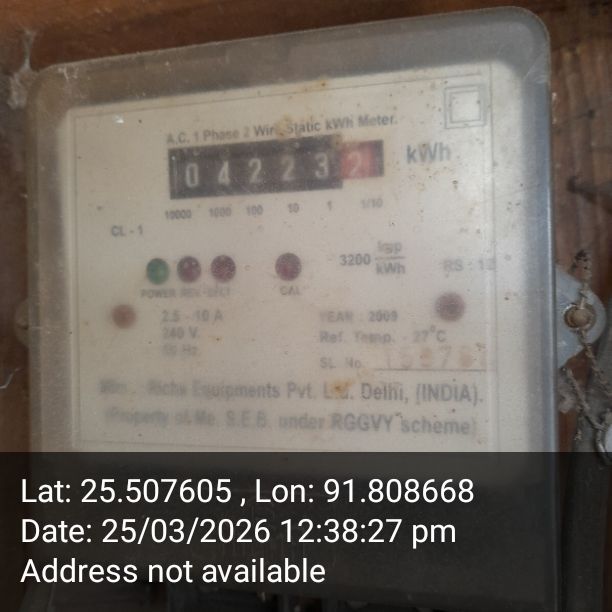 A.C. 1 Phase 2 Wire Static kWh Meter.
0 4 2 2 3 2 kWh
10000 1000 100 10 1 1/10
CL - 1
3200 imp/kWh
POWER REV E/LT CAL
2.5 - 10 A
YEAR : 2009
240 V.
Ref. Temp. - 27°C
50 Hz.
SL. No.
Equipments Pvt. Ltd. Delhi, (INDIA).
(Property of Me. S.E.B. under RGGVY scheme)
Lat: 25.507605 , Lon: 91.808668
Date: 25/03/2026 12:38:27 pm
Address not available